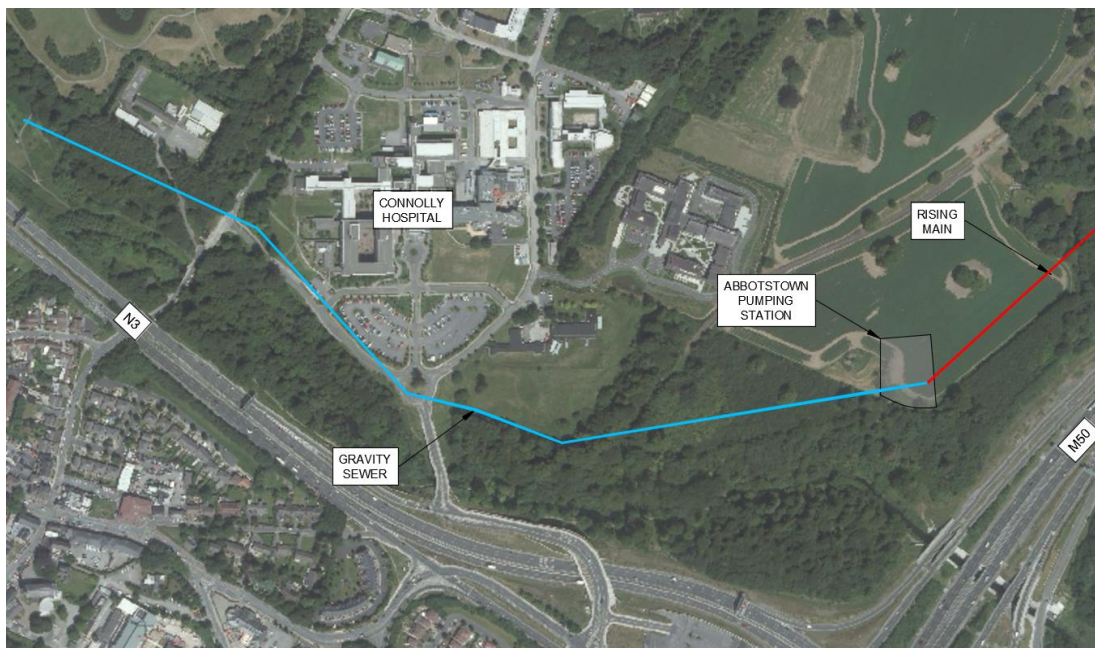 CONNOLLY
HOSPITAL
RISING
MAIN
ABBOTSTOWN
PUMPING
STATION
N3
GRAVITY
SEWER
M50